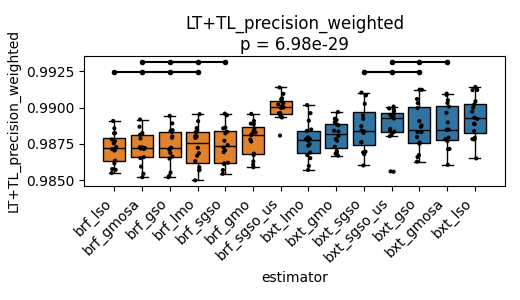 LT+TL_precision_weighted
p = 6.98e-29
LT+TL_precision_weighted
0.9925
0.9900
0.9875
0.9850
brf_lso
brf_gmosa
brf_gso
brf_lmo
brf_sgso
brf_gmo
brf_sgso_us
bxt_lmo
bxt_gmo
bxt_sgso
bxt_sgso_us
bxt_gso
bxt_gmosa
bxt_lso
estimator